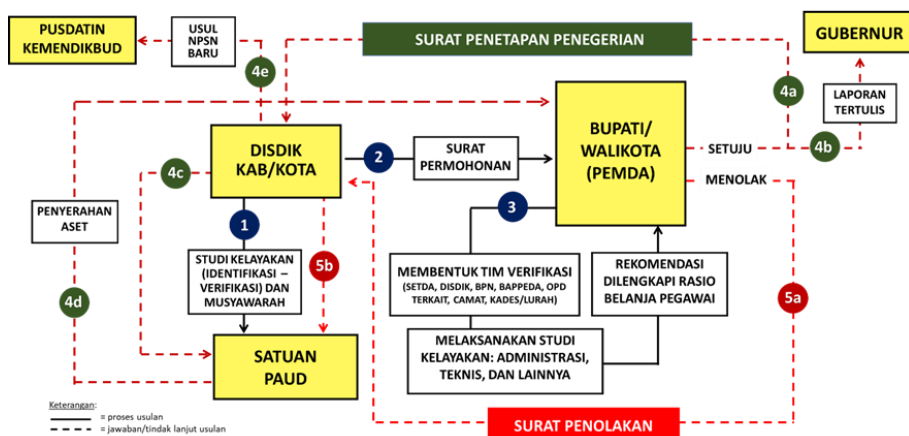 PUSDATIN
KEMENDIKBUD
USUL
NPSN
BARU
SURAT PENETAPAN PENEGERIAN
GUBERNUR
4e
4a
LAPORAN
TERTULIS
DISDIK
KAB/KOTA
2
SURAT
PERMOHONAN
BUPATI/
WALIKOTA
(PEMDA)
SETUJU
4b
MENOLAK
4c
PENYERAHAN
ASET
1
3
STUDI KELAYAKAN
(IDENTIFIKASI –
VERIFIKASI) DAN
MUSYAWARAH
5b
MEMBENTUK TIM VERIFIKASI
(SETDA, DISDIK, BPN, BAPPEDA, OPD
TERKAIT, CAMAT, KADES/LURAH)
REKOMENDASI
DILENGKAPI RASIO
BELANJA PEGAWAI
5a
4d
SATUAN
PAUD
MELAKSANAKAN STUDI
KELAYAKAN: ADMINISTRASI,
TEKNIS, DAN LAINNYA
SURAT PENOLAKAN
Keterangan:
= proses usulan
= jawaban/tindak lanjut usulan